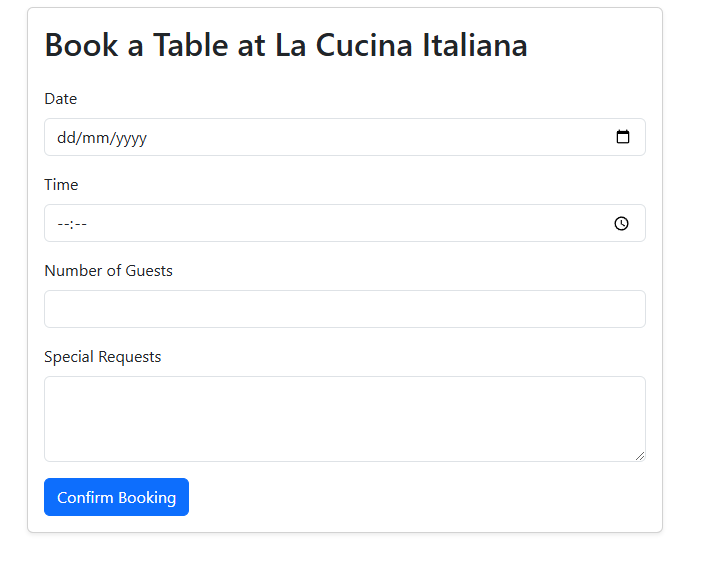 Book a Table at La Cucina Italiana
Date
dd/mm/yyyy
Time
--:--
Number of Guests
Special Requests
Confirm Booking